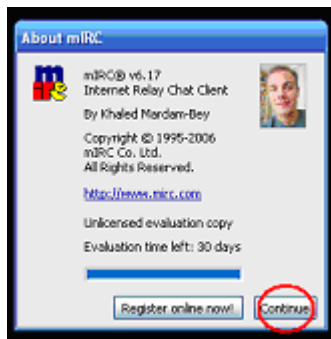 About mIRC
mIRC® v6.17
Internet Relay Chat Client
By Khaled Mardam-Bey
Copyright © 1995-2006
mIRC Co. Ltd.
All Rights Reserved.
http://www.mirc.com
Unlicensed evaluation copy
Evaluation time left: 30 days
Register online now!
Continue